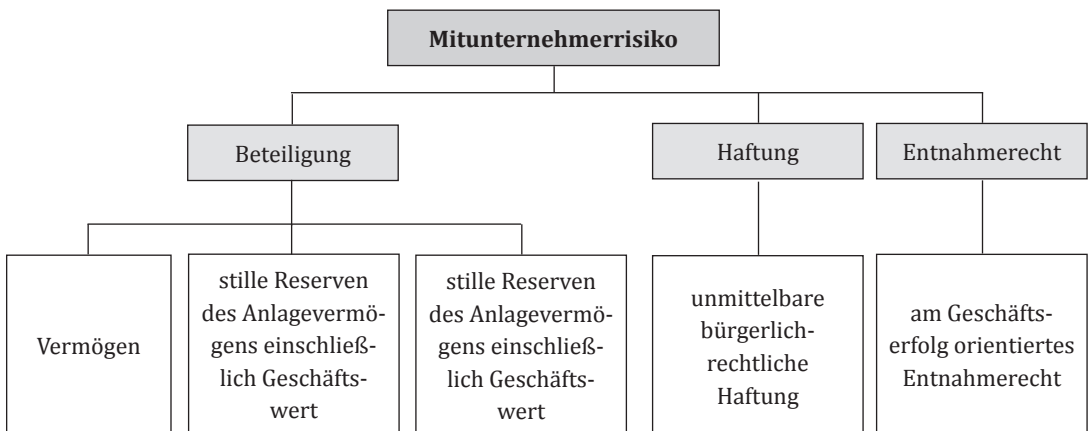 Mitunternehmerrisiko
Beteiligung
Haftung
Entnahmerecht
Vermögen
stille Reserven
des Anlagevermö-
gens einschließ-
lich Geschäfts-
wert
stille Reserven
des Anlagevermö-
gens einschließ-
lich Geschäfts-
wert
unmittelbare
bürgerlich-
rechtliche
Haftung
am Geschäfts-
erfolg orientiertes
Entnahmerecht